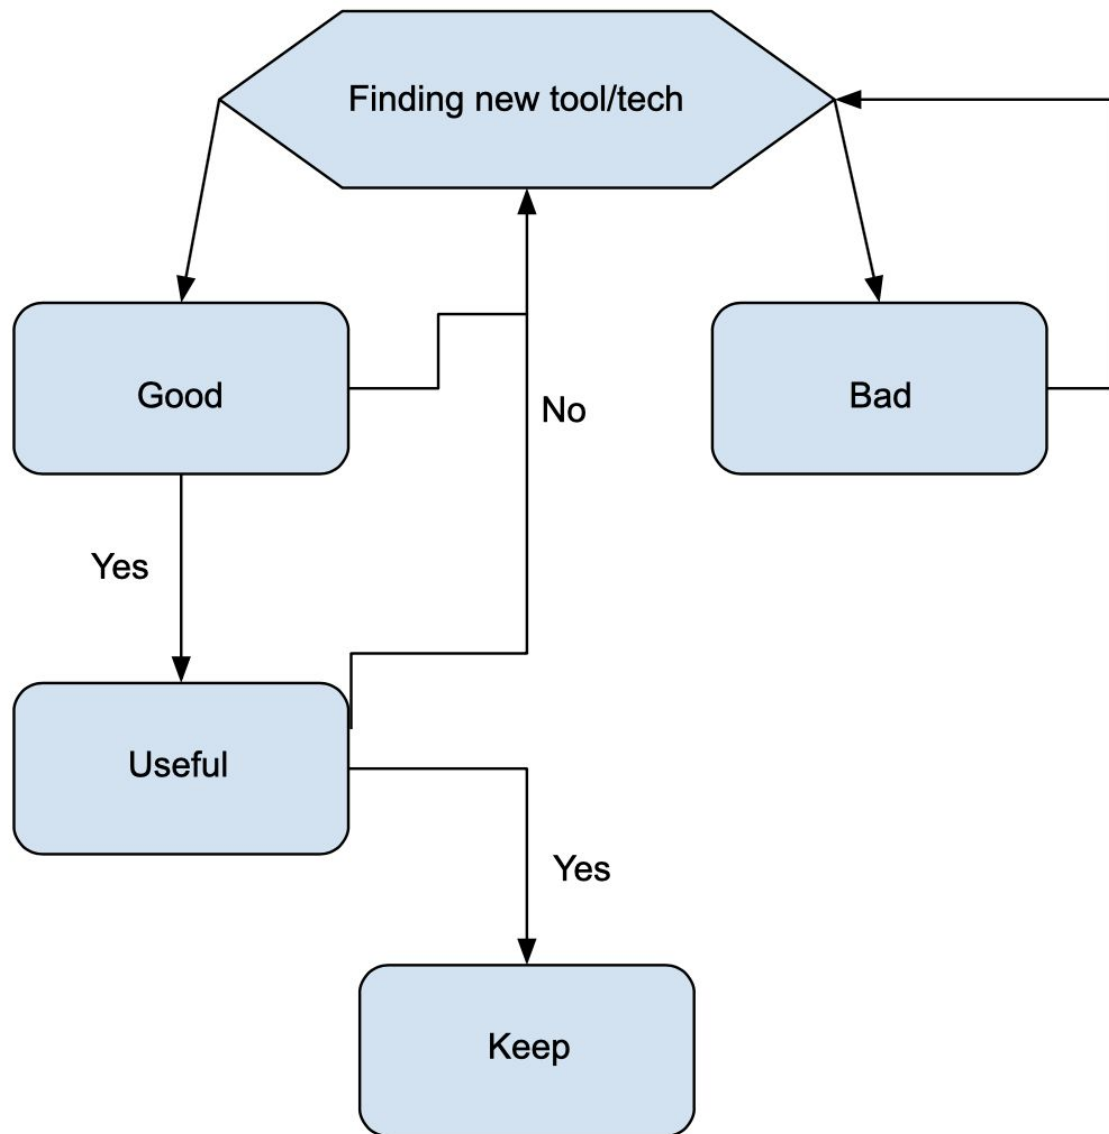 Finding new tool/tech
Good
No
Bad
Yes
Useful
Yes
Keep